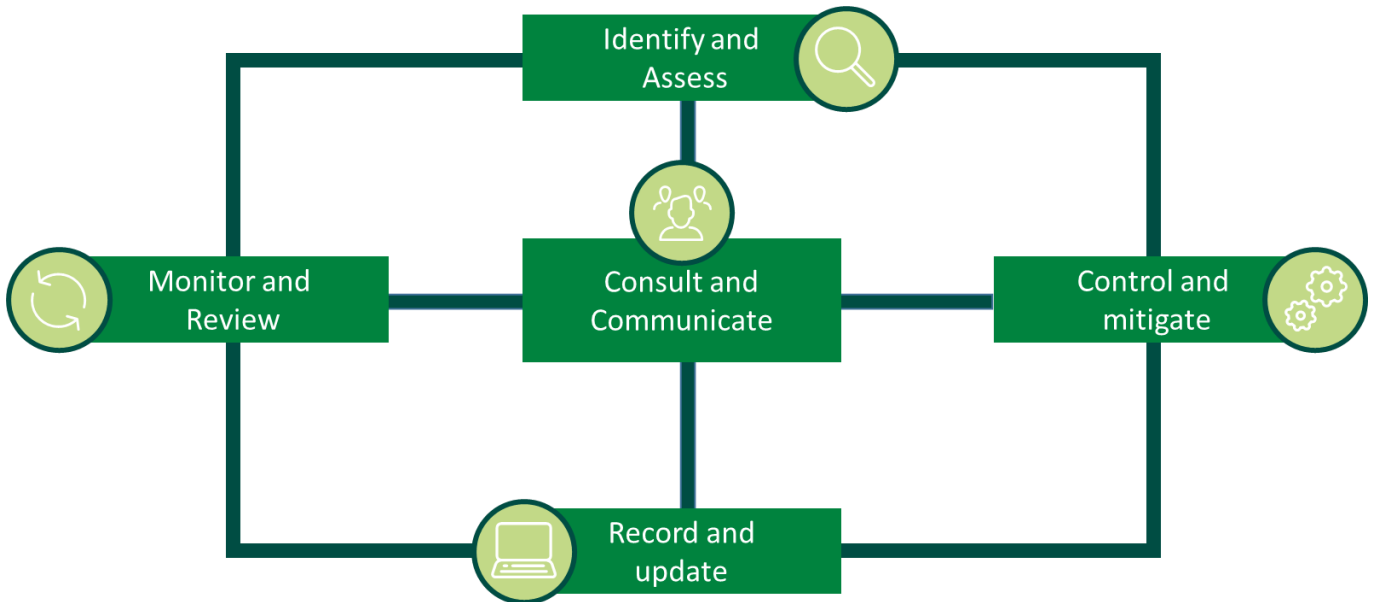 Identify and
Assess
Monitor and
Review
Consult and
Communicate
Control and
mitigate
Record and
update